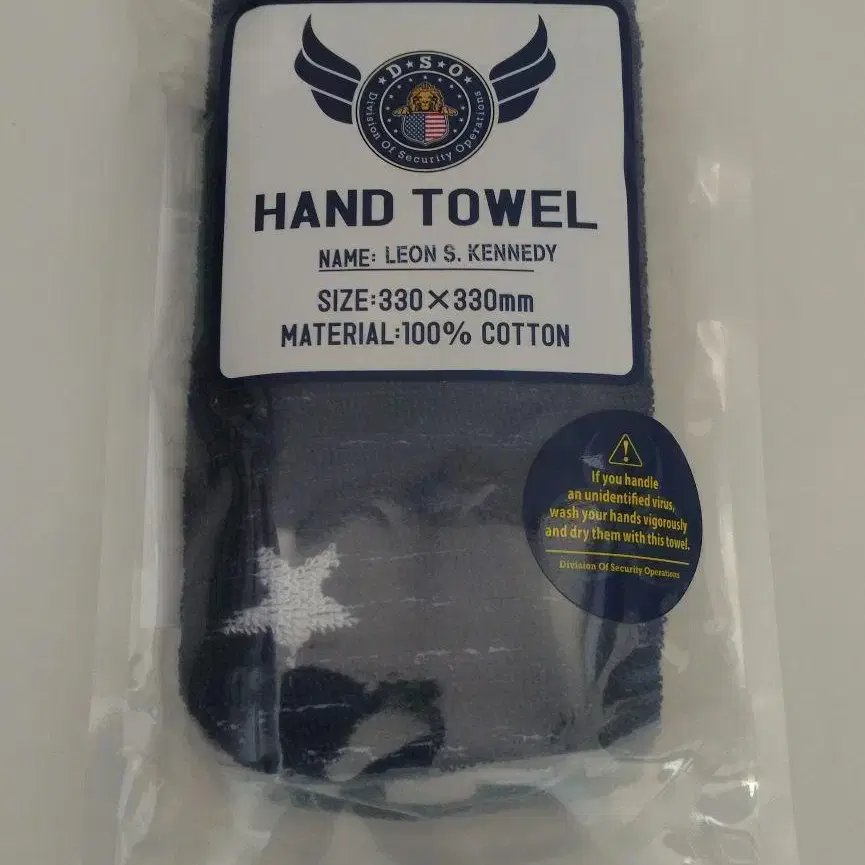 D★S★O
Division Of Security Operations
HAND TOWEL
NAME: LEON S. KENNEDY
SIZE:330×330mm
MATERIAL:100% COTTON
If you handle
an unidentified virus,
wash your hands vigorously
and dry them with this towel.
Division Of Security Operations